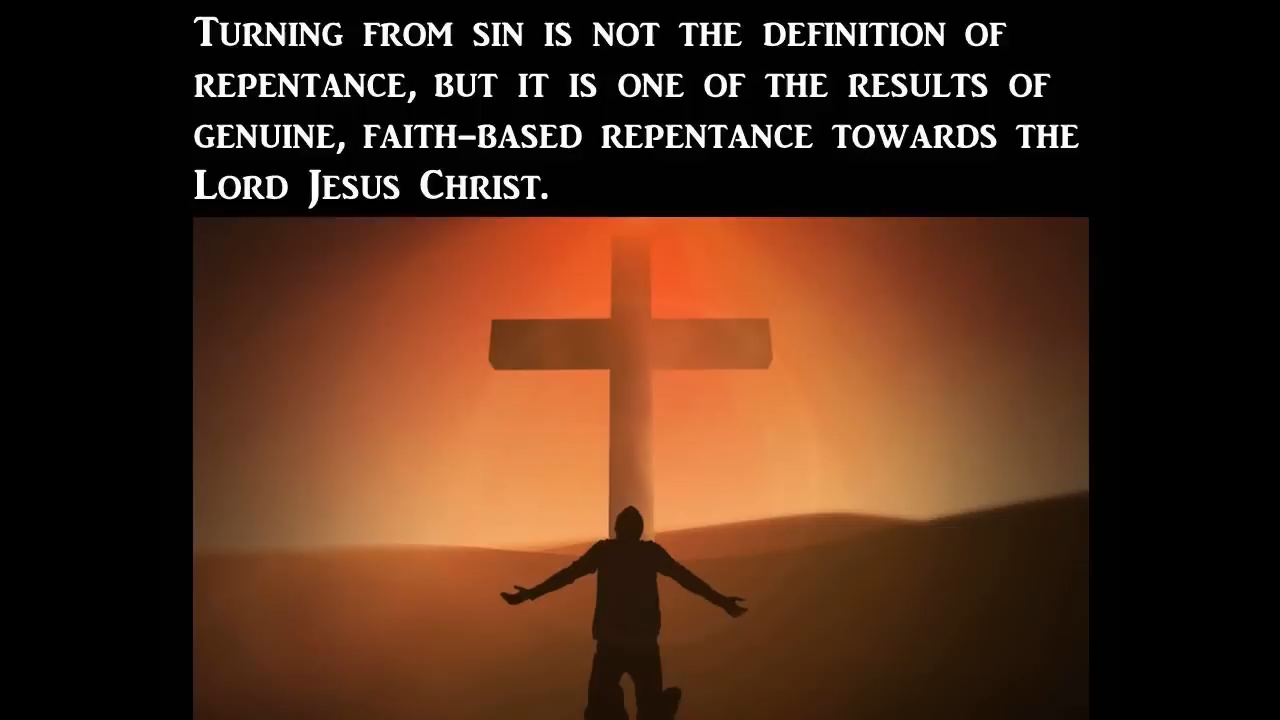 Turning from sin is not the definition of
repentance, but it is one of the results of
genuine, faith-based repentance towards the
Lord Jesus Christ.